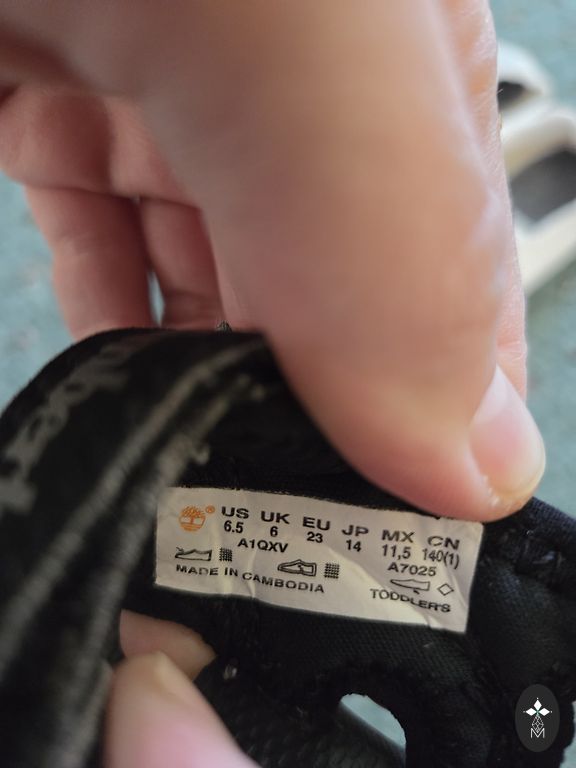 ® US UK EU JP MX CN
6.5 6 23 14 11,5 140(1)
A1QXV A7025
MADE IN CAMBODIA TODDLER'S
M